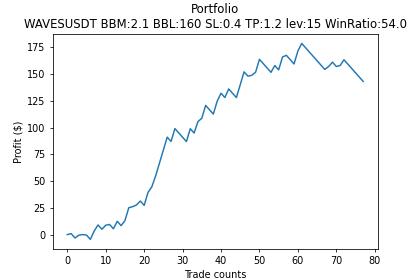 Portfolio
WAVESUSDT BBM:2.1 BBL:160 SL:0.4 TP:1.2 lev:15 WinRatio:54.0
175
150
125
100
75
50
25
0
Profit ($)
0 10 20 30 40 50 60 70 80
Trade counts